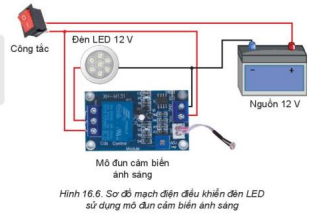 Đèn LED 12 V
Công tắc
Nguồn 12 V
Mô đun cảm biến
ánh sáng
Hình 16.6. Sơ đồ mạch điện điều khiển đèn LED
sử dụng mô đun cảm biến ánh sáng